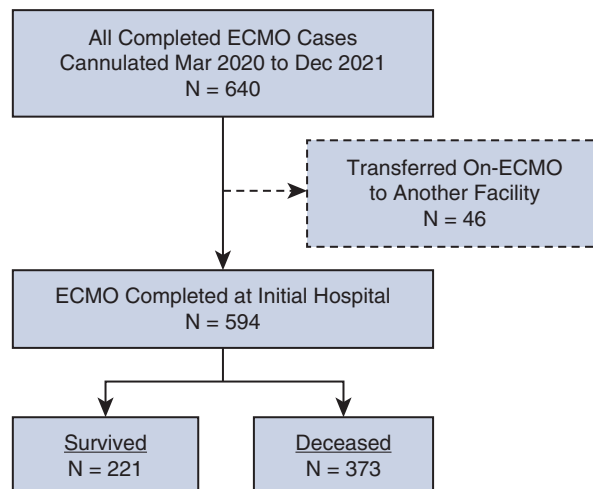 All Completed ECMO Cases
Cannulated Mar 2020 to Dec 2021
N = 640
Transferred On-ECMO
to Another Facility
N = 46
ECMO Completed at Initial Hospital
N = 594
Survived
N = 221
Deceased
N = 373